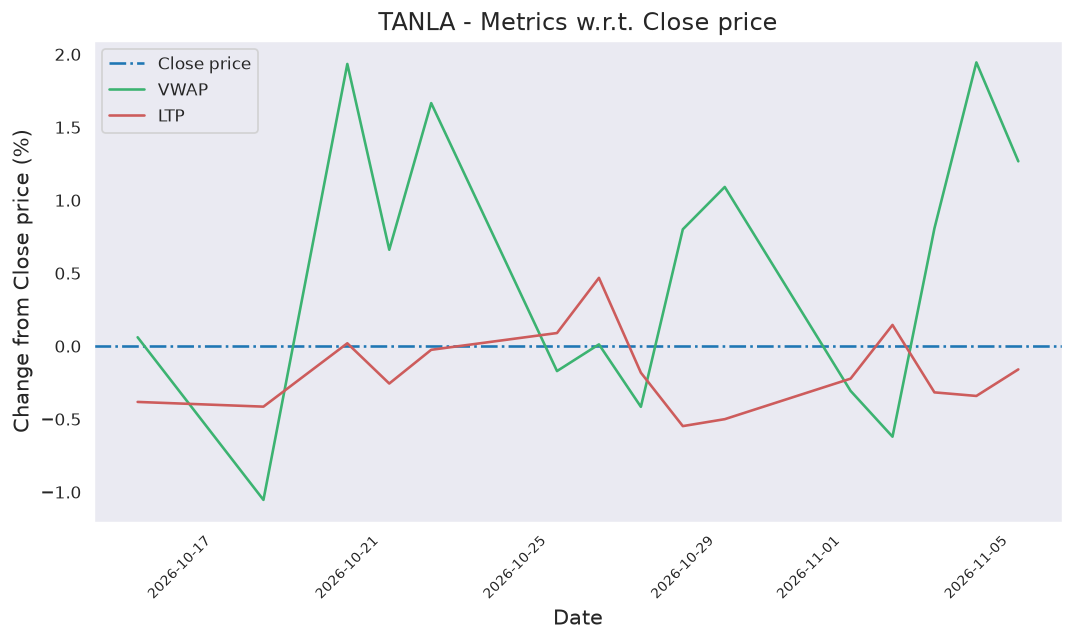 TANLA - Metrics w.r.t. Close price
Close price
VWAP
LTP
Change from Close price (%)
2.0
1.5
1.0
0.5
0.0
−0.5
−1.0
2026-10-17
2026-10-21
2026-10-25
2026-10-29
2026-11-01
2026-11-05
Date